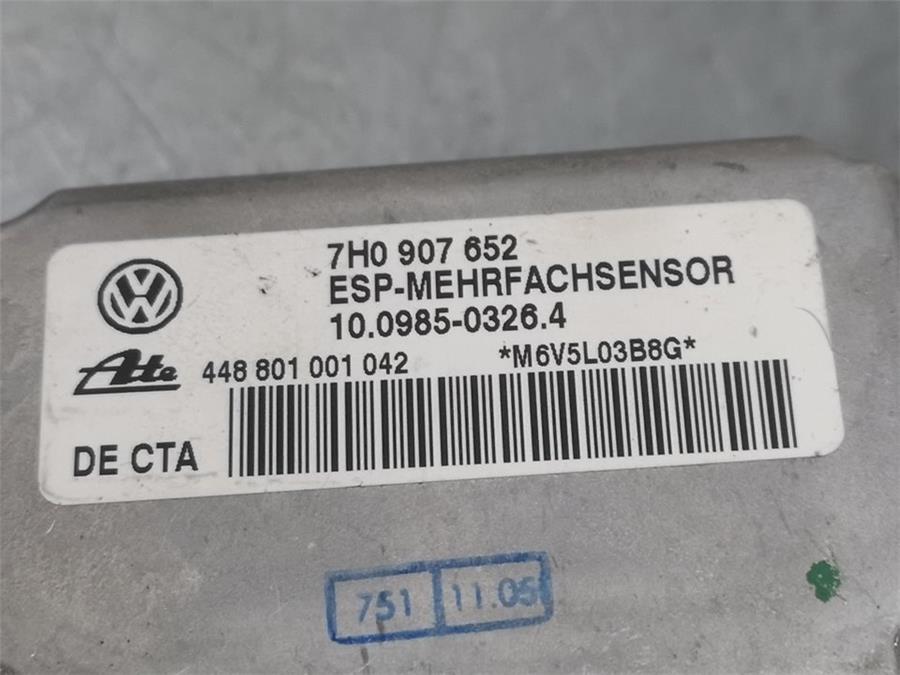 7H0 907 652
ESP-MEHRFACHSENSOR
10.0985-0326.4
Ate 448 801 001 042 *M6V5L03B8G*
DE CTA
751 11.05